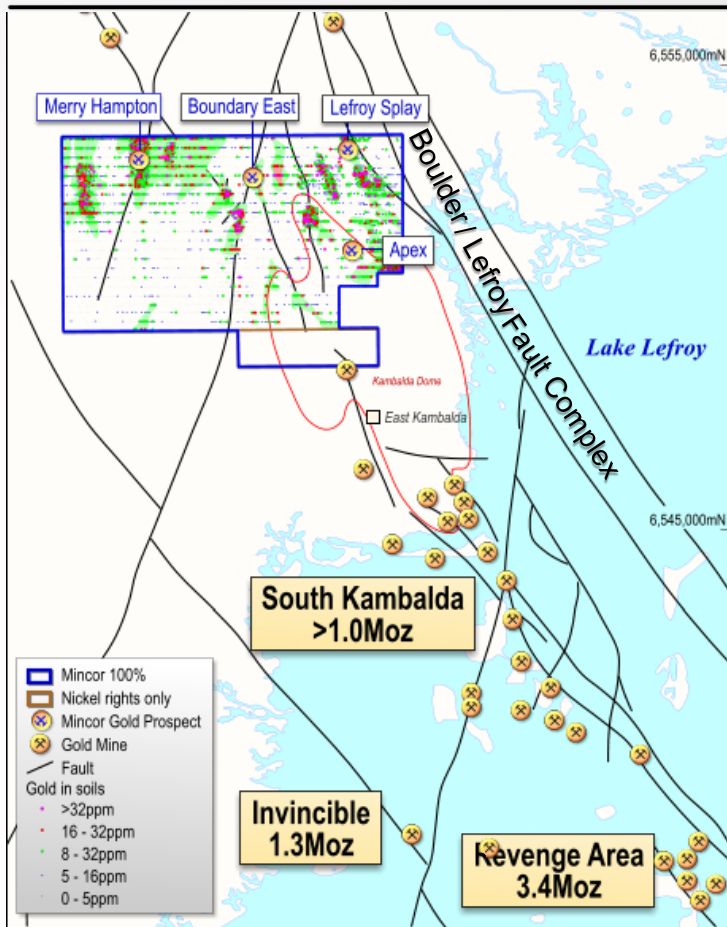 6,555,000mN
Merry Hampton
Boundary East
Lefroy Splay
Boulder / Lefroy Fault Complex
Apex
Lake Lefroy
Kambalda Dome
East Kambalda
6,545,000mN
South Kambalda
>1.0Moz
Mincor 100%
Nickel rights only
Mincor Gold Prospect
Gold Mine
Fault
Gold in soils
>32ppm
16 - 32ppm
8 - 32ppm
5 - 16ppm
0 - 5ppm
Invincible
1.3Moz
Revenge Area
3.4Moz